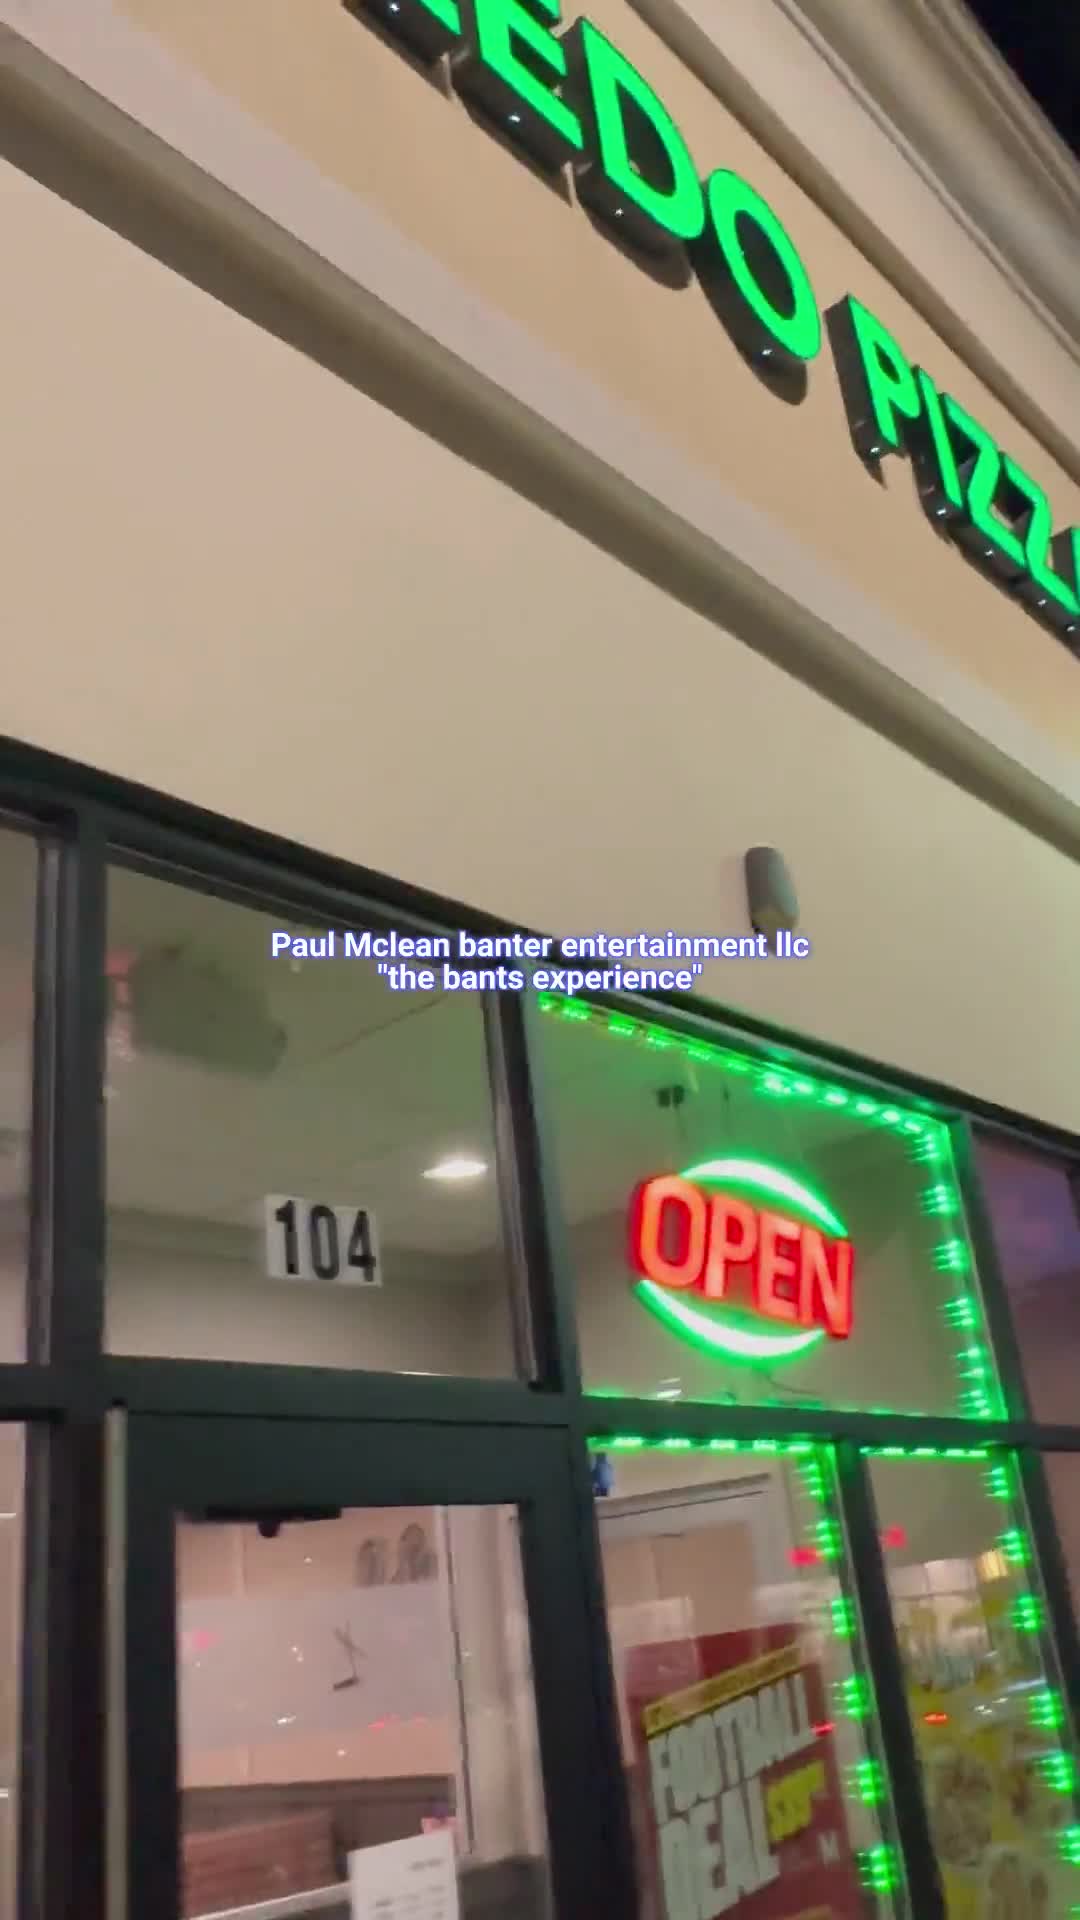 EDO PIZZ
Paul Mclean banter entertainment llc
"the bants experience"
104
OPEN
FOOTBALL
DEAL